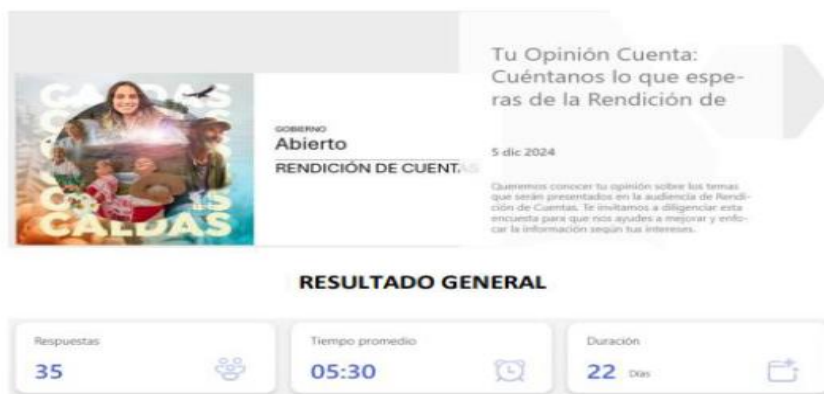 CALDAS
CALDAS
GOBIERNO
Abierto
RENDICIÓN DE CUENTAS
Tu Opinión Cuenta:
Cuéntanos lo que espe-
ras de la Rendición de
5 dic 2024
Queremos conocer tu opinión sobre los temas
que serán presentados en la audiencia de Rendi-
ción de Cuentas. Te invitamos a diligenciar esta
encuesta para que nos ayudes a mejorar y enfo-
car la información según tus intereses.
RESULTADO GENERAL
Respuestas
35
Tiempo promedio
05:30
Duración
22 Días